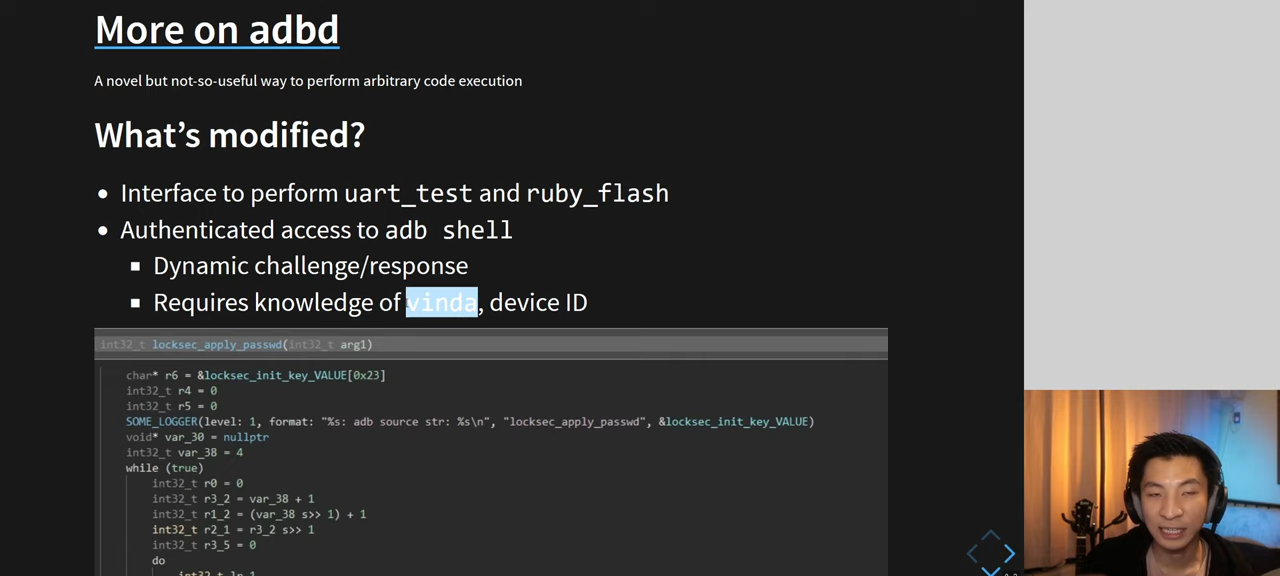 More on adbd
A novel but not-so-useful way to perform arbitrary code execution
What's modified?
• Interface to perform uart_test and ruby_flash
• Authenticated access to adb shell
▪ Dynamic challenge/response
▪ Requires knowledge of vinda, device ID
int32_t locksec_apply_passwd(int32_t arg1)
char* r6 = &locksec_init_key_VALUE[0x23]
int32_t r4 = 0
int32_t r5 = 0
SOME_LOGGER(level: 1, format: "%s: adb source str: %s\n", "locksec_apply_passwd", &locksec_init_key_VALUE)
void* var_30 = nullptr
int32_t var_38 = 4
while (true)
int32_t r0 = 0
int32_t r3_2 = var_38 + 1
int32_t r1_2 = (var_38 s>> 1) + 1
int32_t r2_1 = r3_2 s>> 1
int32_t r3_5 = 0
do